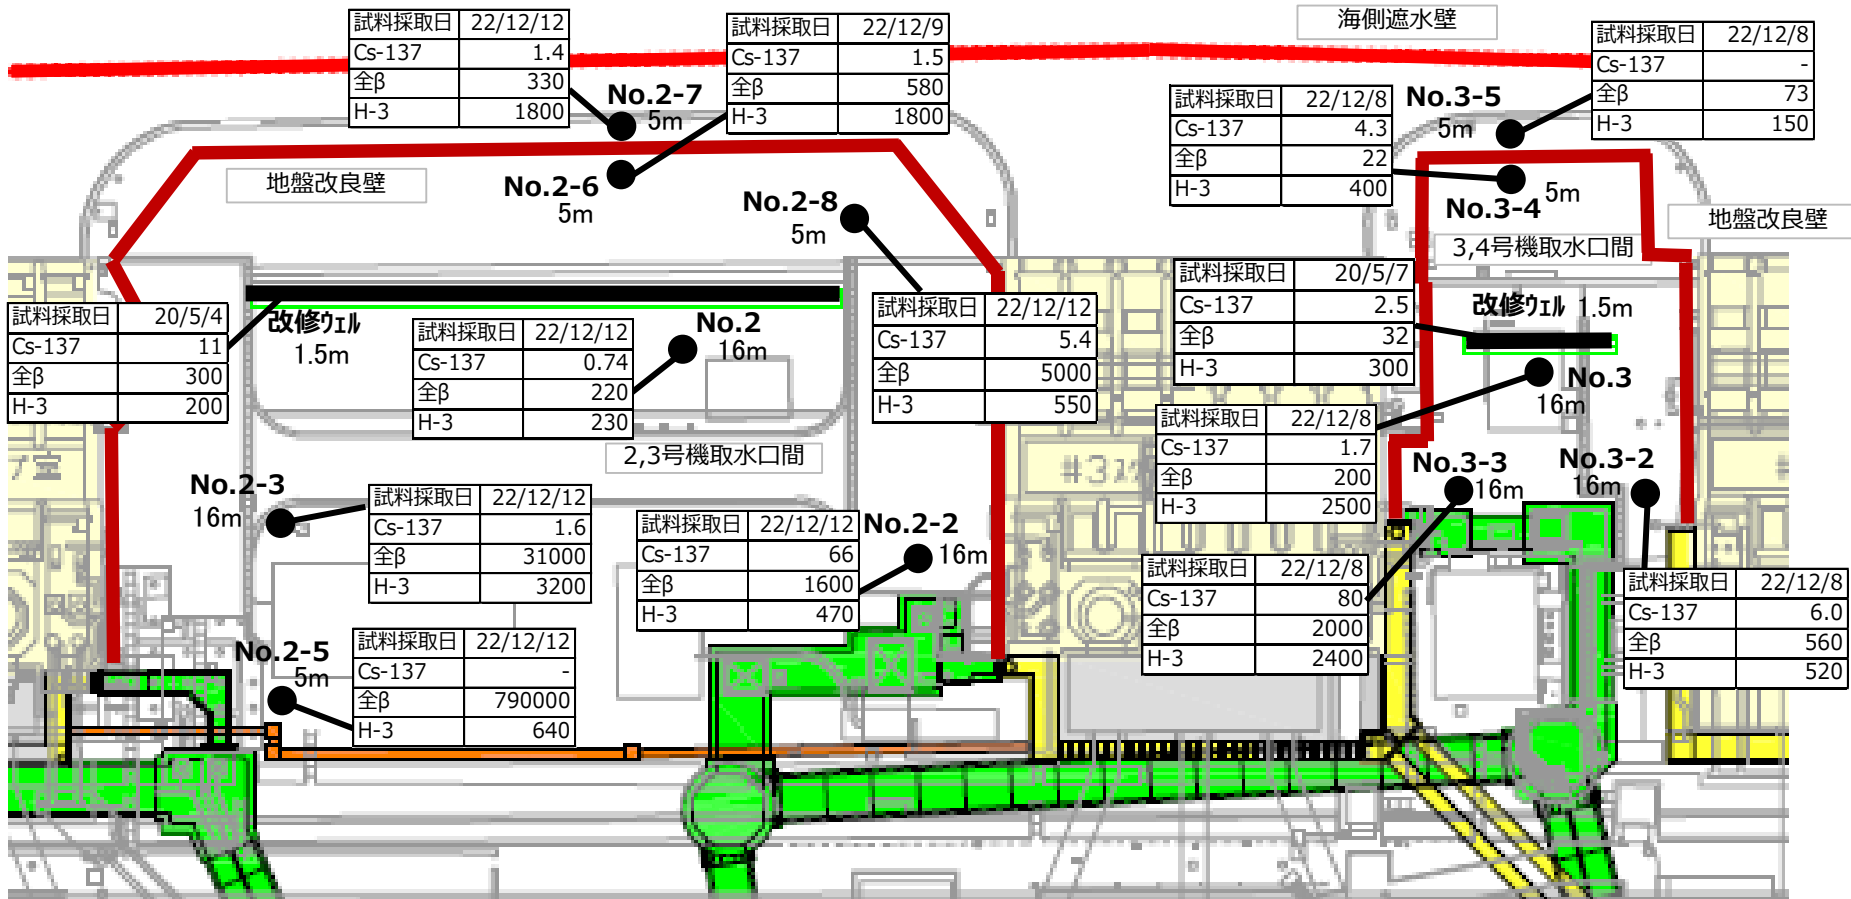 海側遮水壁
試料採取日 22/12/12
Cs-137 1.4
全β 330
H-3 1800
No.2-7
5m
試料採取日 22/12/9
Cs-137 1.5
全β 580
H-3 1800
No.2-6
5m
地盤改良壁
No.2-8
5m
試料採取日 22/12/8
Cs-137 4.3
全β 22
H-3 400
No.3-5
5m
試料採取日 22/12/8
Cs-137 -
全β 73
H-3 150
No.3-4
5m
地盤改良壁
3,4号機取水口間
試料採取日 20/5/4
Cs-137 11
全β 300
H-3 200
改修ウェル
1.5m
試料採取日 22/12/12
Cs-137 0.74
全β 220
H-3 230
No.2
16m
試料採取日 22/12/12
Cs-137 5.4
全β 5000
H-3 550
試料採取日 20/5/7
Cs-137 2.5
全β 32
H-3 300
改修ウェル 1.5m
No.3
16m
試料採取日 22/12/8
Cs-137 1.7
全β 200
H-3 2500
2,3号機取水口間
No.2-3
16m
試料採取日 22/12/12
Cs-137 1.6
全β 31000
H-3 3200
試料採取日 22/12/12
Cs-137 66
全β 1600
H-3 470
No.2-2
16m
#3
No.3-3
16m
No.3-2
16m
試料採取日 22/12/8
Cs-137 80
全β 2000
H-3 2400
試料採取日 22/12/8
Cs-137 6.0
全β 560
H-3 520
No.2-5
5m
試料採取日 22/12/12
Cs-137 -
全β 790000
H-3 640